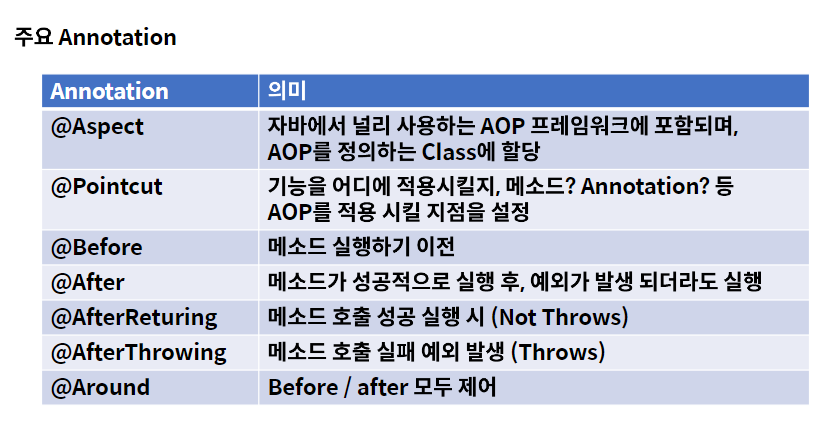 주요 Annotation
Annotation 의미
@Aspect 자바에서 널리 사용하는 AOP 프레임워크에 포함되며,
AOP를 정의하는 Class에 할당
@Pointcut 기능을 어디에 적용시킬지, 메소드? Annotation? 등
AOP를 적용 시킬 지점을 설정
@Before 메소드 실행하기 이전
@After 메소드가 성공적으로 실행 후, 예외가 발생 되더라도 실행
@AfterReturing 메소드 호출 성공 실행 시 (Not Throws)
@AfterThrowing 메소드 호출 실패 예외 발생 (Throws)
@Around Before / after 모두 제어